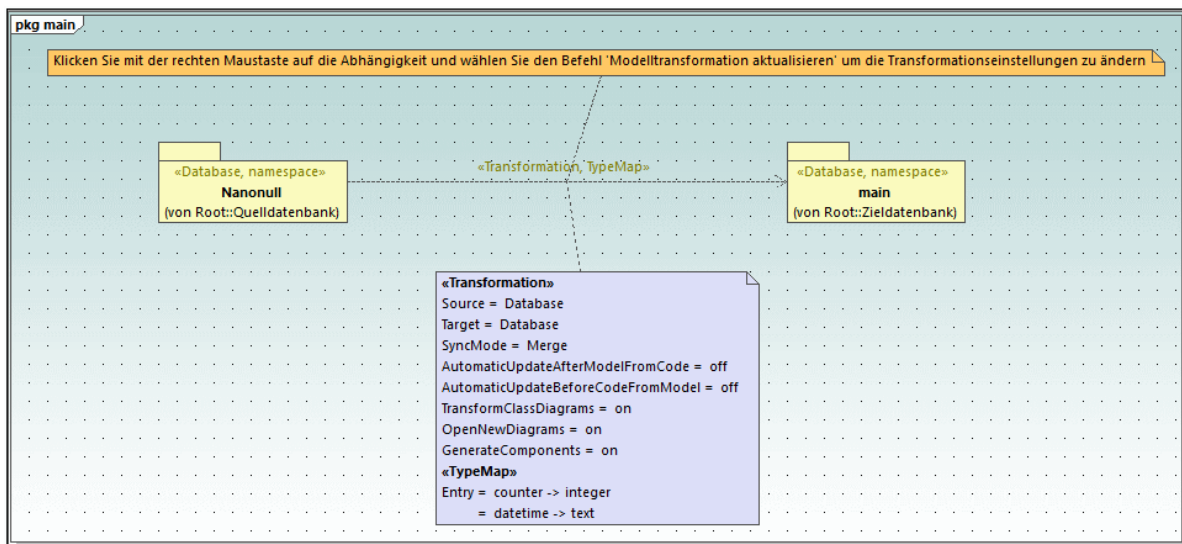 pkg main
Klicken Sie mit der rechten Maustaste auf die Abhängigkeit und wählen Sie den Befehl 'Modelltransformation aktualisieren' um die Transformationseinstellungen zu ändern
«Database, namespace»
Nanonull
(von Root::Quelldatenbank)
«Transformation, TypeMap»
«Database, namespace»
main
(von Root::Zieldatenbank)
«Transformation»
Source = Database
Target = Database
SyncMode = Merge
AutomaticUpdateAfterModelFromCode = off
AutomaticUpdateBeforeCodeFromModel = off
TransformClassDiagrams = on
OpenNewDiagrams = on
GenerateComponents = on
«TypeMap»
Entry = counter -> integer
= datetime -> text